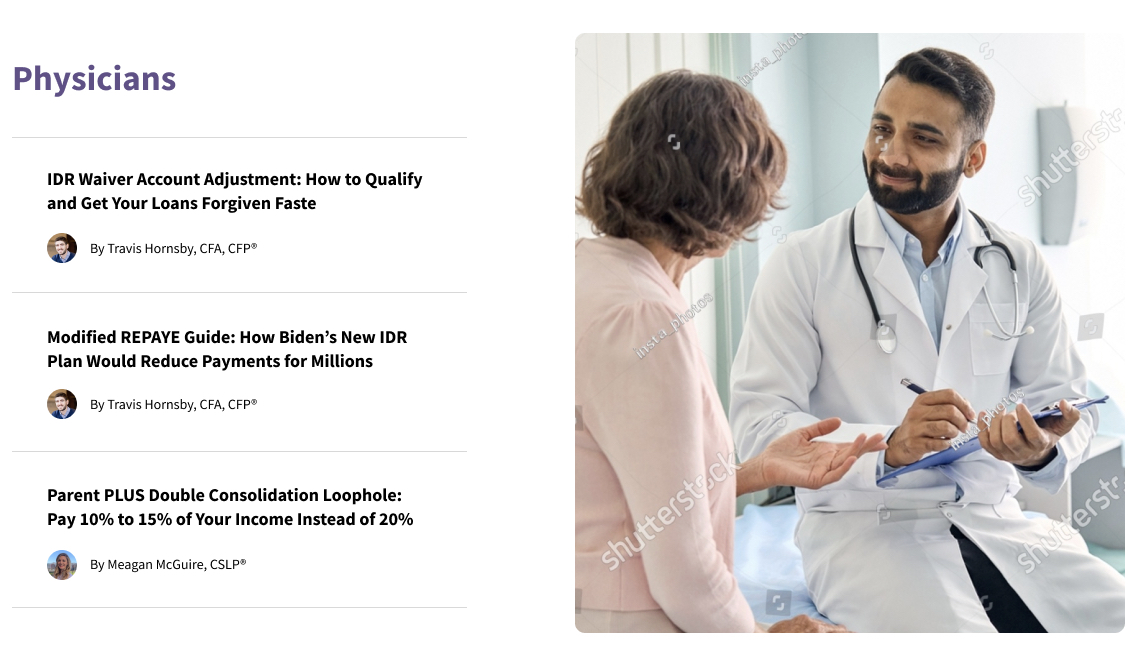 Physicians
IDR Waiver Account Adjustment: How to Qualify
and Get Your Loans Forgiven Faste
By Travis Hornsby, CFA, CFP®
Modified REPAYE Guide: How Biden’s New IDR
Plan Would Reduce Payments for Millions
By Travis Hornsby, CFA, CFP®
Parent PLUS Double Consolidation Loophole:
Pay 10% to 15% of Your Income Instead of 20%
By Meagan McGuire, CSLP®
insta_photos
shutterstock
insta_photos
insta_photos
shutterstock
shutterstock